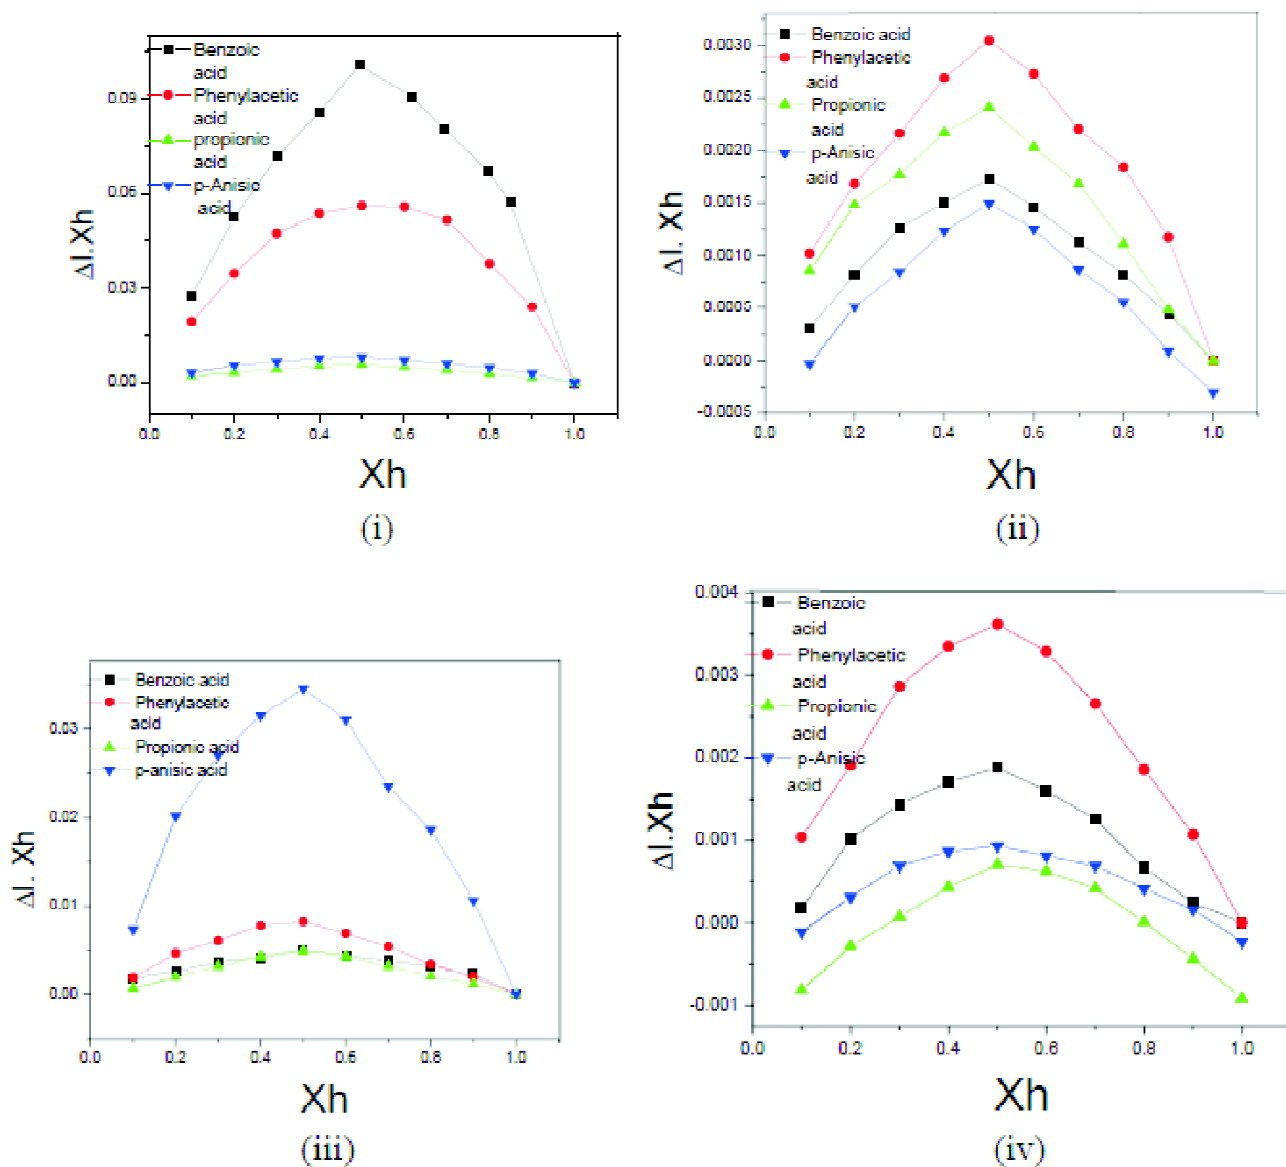 Benzoic
acid
Phenylacetic
acid
propionic
acid
p-Anisic
acid
0.09
0.06
0.03
0.00
ΔI.Xh
0.0
0.2
0.4
0.6
0.8
1.0
Xh
(i)
Benzoic acid
Phenylacetic
acid
Propionic
acid
p-Anisic
acid
0.0030
0.0025
0.0020
0.0015
0.0010
0.0005
0.0000
-0.0005
ΔI. Xh
0.0
0.2
0.4
0.6
0.8
1.0
Xh
(ii)
Benzoic acid
Phenylacetic
acid
Propionic acid
p-anisic acid
0.03
0.02
0.01
0.00
ΔI. Xh
0.0
0.2
0.4
0.6
0.8
1.0
Xh
(iii)
Benzoic
acid
Phenylacetic
acid
Propionic
acid
p-Anisic
acid
0.004
0.003
0.002
0.001
0.000
-0.001
ΔI.Xh
0.0
0.2
0.4
0.6
0.8
1.0
Xh
(iv)